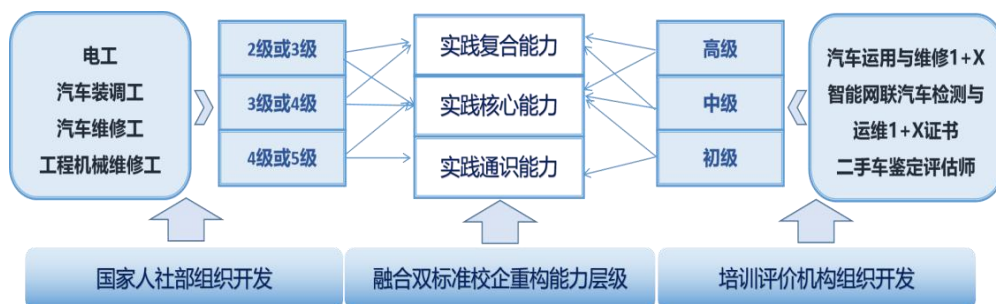 电工
汽车装调工
汽车维修工
工程机械维修工
2级或3级
3级或4级
4级或5级
实践复合能力
实践核心能力
实践通识能力
高级
中级
初级
汽车运用与维修1+X
智能网联汽车检测与
运维1+X证书
二手车鉴定评估师
国家人社部组织开发
融合双标准校企重构能力层级
培训评价机构组织开发